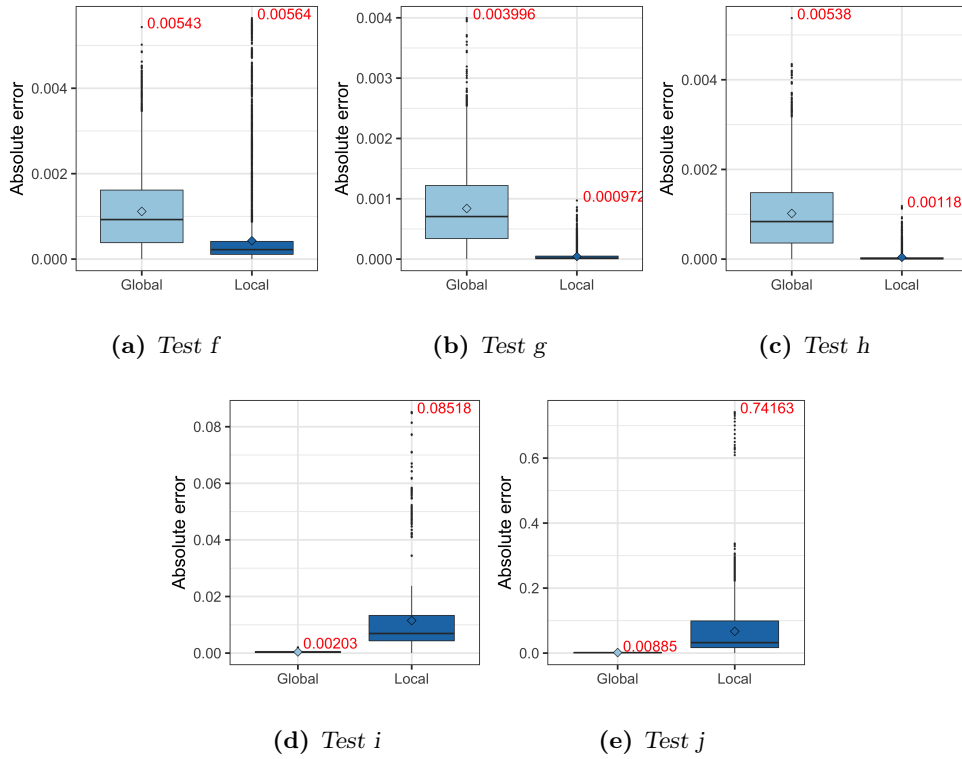 0.00543
0.00564
0.004
0.002
0.000
Absolute error
Global
Local
(a) Test f
0.003996
0.000972
0.004
0.003
0.002
0.001
0.000
Absolute error
Global
Local
(b) Test g
0.00538
0.00118
0.004
0.002
0.000
Absolute error
Global
Local
(c) Test h
0.08518
0.00203
0.08
0.06
0.04
0.02
0.00
Absolute error
Global
Local
(d) Test i
0.74163
0.00885
0.6
0.4
0.2
0.0
Absolute error
Global
Local
(e) Test j